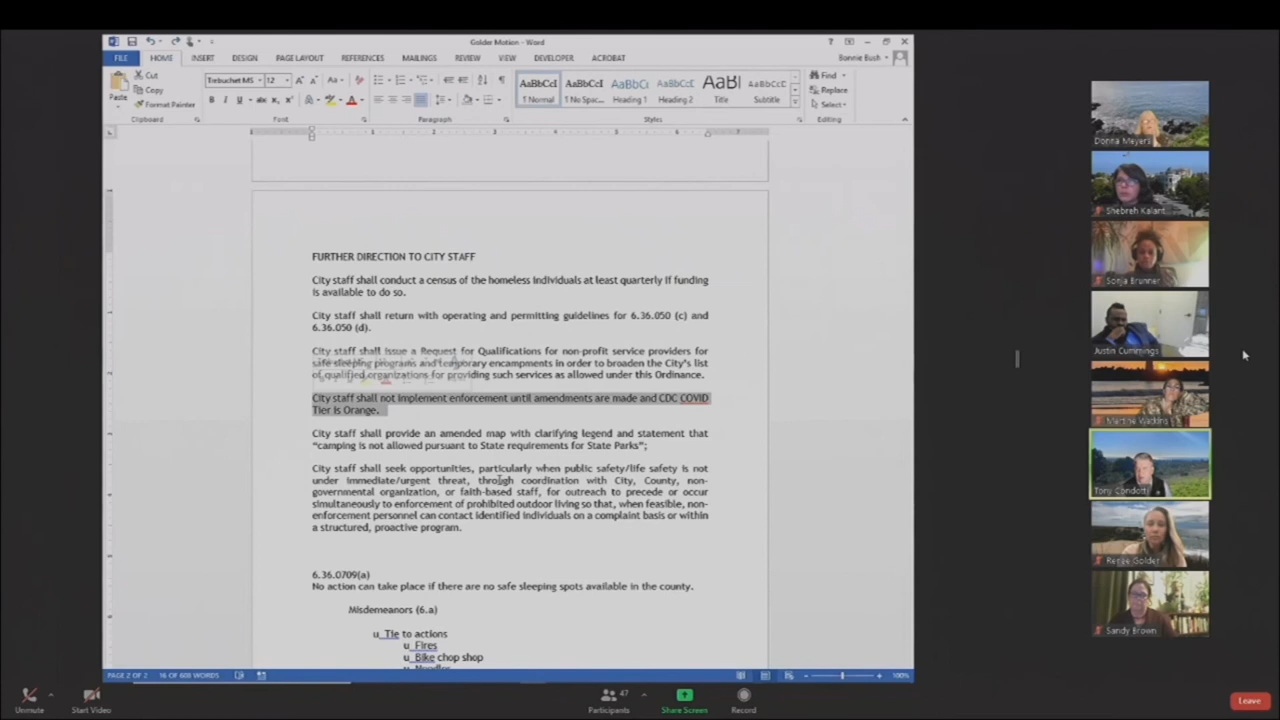 Golder Motion - Word
FILE HOME INSERT DESIGN PAGE LAYOUT REFERENCES MAILINGS REVIEW VIEW DEVELOPER ACROBAT
Bonnie Bush
Cut
Copy
Format Painter
Paste
Trebuchet MS 12
AaBbCcI AaBbCcI AaBbCc AaBbCcI AaBl AaBbCcC
1 Normal 1 No Spac... Heading 1 Heading 2 Title Subtitle
Find
Replace
Select
Clipboard Font Paragraph Styles Editing
FURTHER DIRECTION TO CITY STAFF
City staff shall conduct a census of the homeless individuals at least quarterly if funding
is available to do so.
City staff shall return with operating and permitting guidelines for 6.36.050 (c) and
6.36.050 (d).
City staff shall issue a Request for Qualifications for non-profit service providers for
safe sleeping programs and temporary encampments in order to broaden the City's list
of qualified organizations for providing such services as allowed under this Ordinance.
City staff shall not implement enforcement until amendments are made and CDC COVID
Tier is Orange.
City staff shall provide an amended map with clarifying legend and statement that
"camping is not allowed pursuant to State requirements for State Parks";
City staff shall seek opportunities, particularly when public safety/life safety is not
under immediate/urgent threat, through coordination with City, County, non-
governmental organization, or faith-based staff, for outreach to precede or occur
simultaneously to enforcement of prohibited outdoor living so that, when feasible, non-
enforcement personnel can contact identified individuals on a complaint basis or within
a structured, proactive program.
6.36.0709(a)
No action can take place if there are no safe sleeping spots available in the county.
Misdemeanors (6.a)
u Tie to actions
u Fires
u Bike chop shop
u Needles
PAGE 2 OF 2 16 OF 608 WORDS
100%
Donna Meyers
Shebreh Kalant
Sonja Brunner
Justin Cummings
Martine Watkins
Tony Condotti
Renee Golder
Sandy Brown
Unmute Start Video Participants 47 Share Screen Record Leave